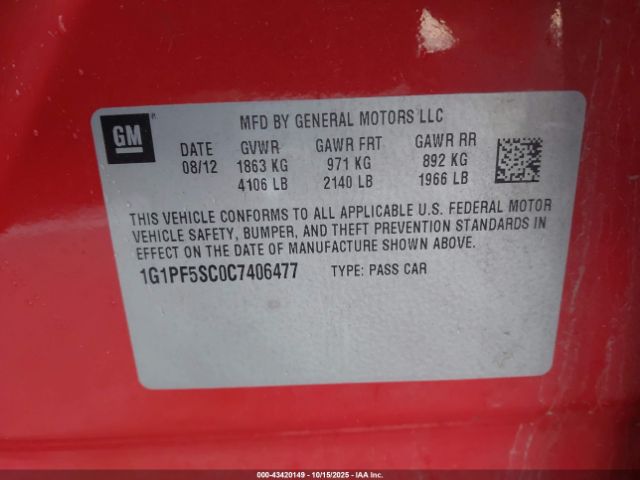 GM
MFD BY GENERAL MOTORS LLC
DATE GVWR GAWR FRT GAWR RR
08/12 1863 KG 971 KG 892 KG
4106 LB 2140 LB 1966 LB
THIS VEHICLE CONFORMS TO ALL APPLICABLE U.S. FEDERAL MOTOR
VEHICLE SAFETY, BUMPER, AND THEFT PREVENTION STANDARDS IN
EFFECT ON THE DATE OF MANUFACTURE SHOWN ABOVE.
1G1PF5SC0C7406477 TYPE: PASS CAR
00-43420149 - 10/15/2025 - IAA Inc.